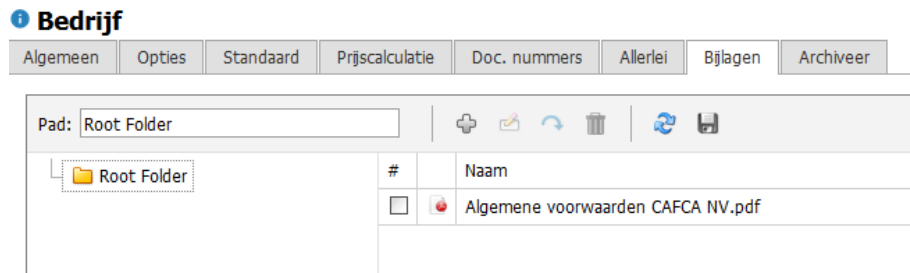 Bedrijf
Algemeen Opties Standaard Prijscalculatie Doc. nummers Allerlei Bijlagen Archiveer
Pad: Root Folder
Root Folder
# Naam
Algemene voorwaarden CAFCA NV.pdf